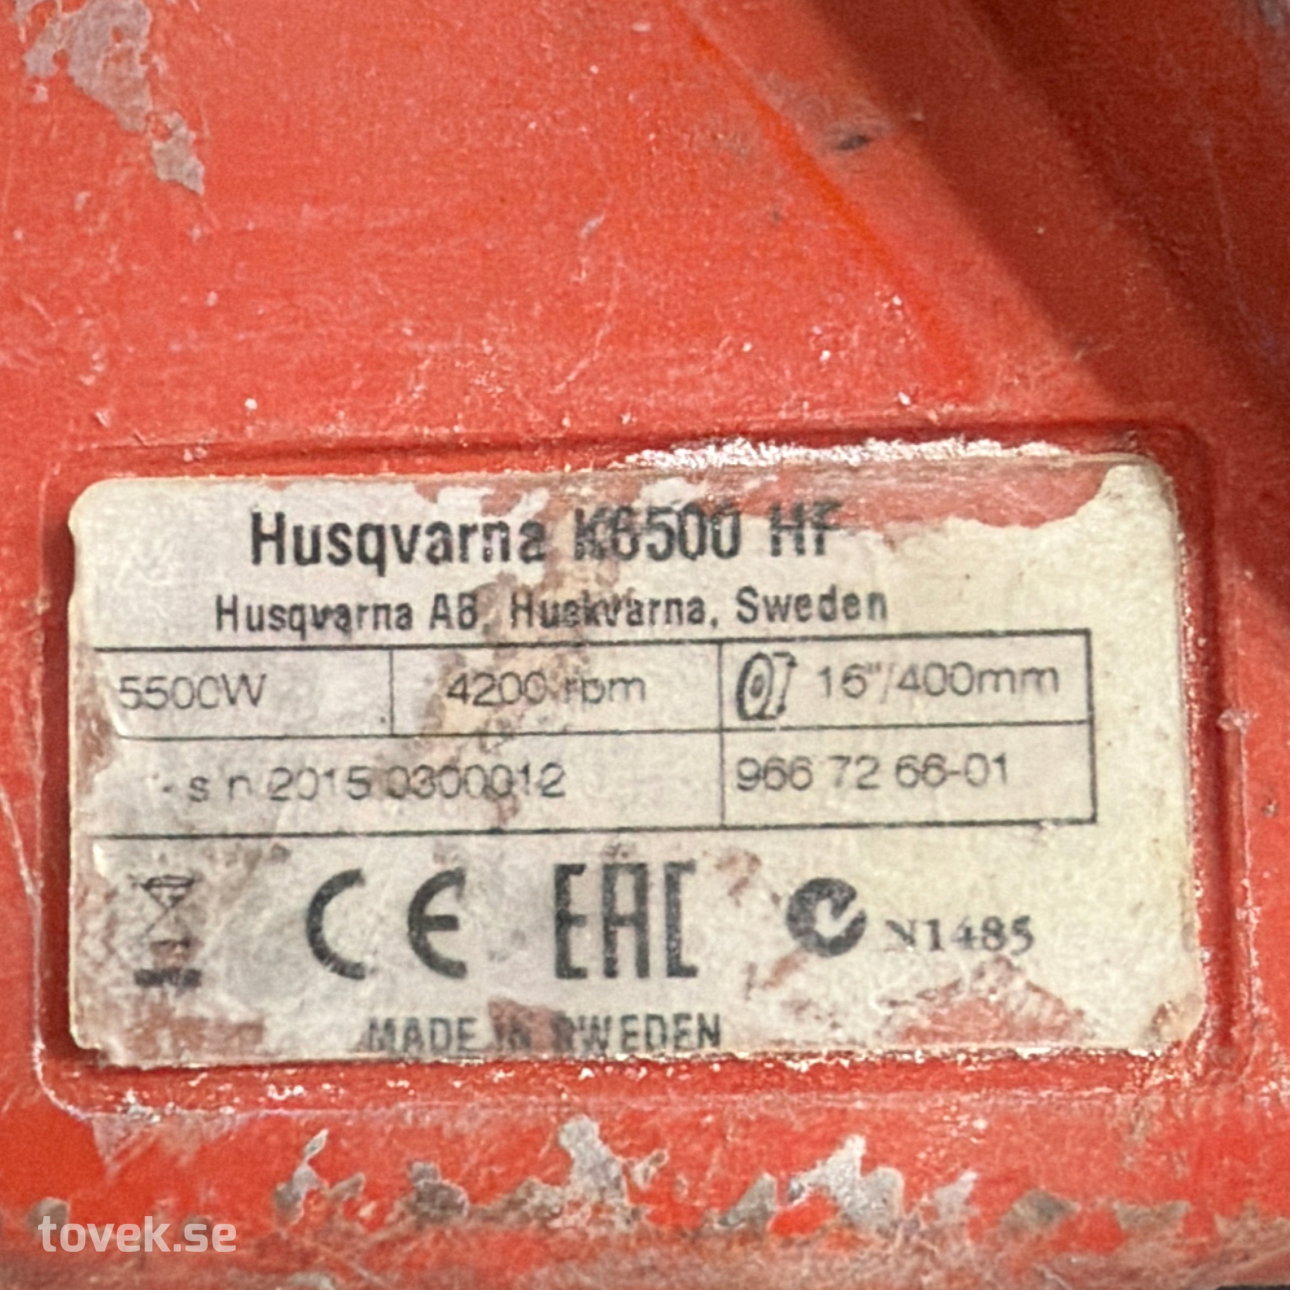 Husqvarna K6500 HF
Husqvarna AB, Huskvarna, Sweden
5500W 4200 rpm 16"/400mm
s n 2015 0300012 966 72 66-01
CE EAC N1485
MADE IN SWEDEN
tovek.se